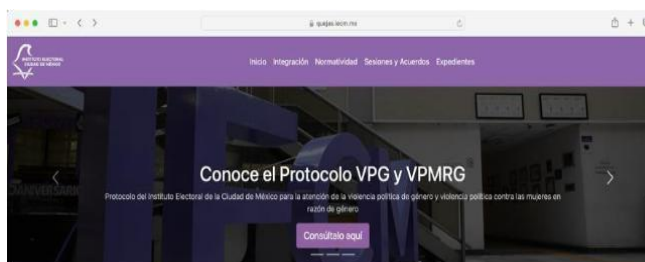 quejas.iecm.mx
INSTITUTO ELECTORAL
CIUDAD DE MÉXICO
Inicio Integración Normatividad Sesiones y Acuerdos Expedientes
Conoce el Protocolo VPG y VPMRG
Protocolo del Instituto Electoral de la Ciudad de México para la atención de la violencia política de género y violencia política contra las mujeres en
razón de género
Consúltalo aquí